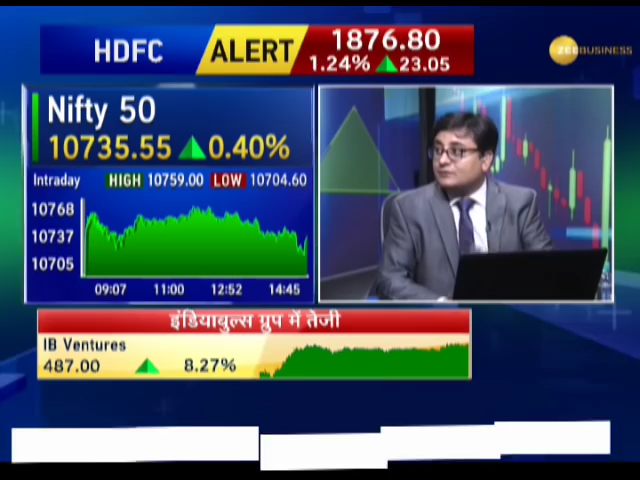 HDFC ALERT 1876.80
1.24% 23.05
ZEE BUSINESS
Nifty 50
10735.55 0.40%
Intraday HIGH 10759.00 LOW 10704.60
10768
10737
10705
09:07 11:00 12:52 14:45
इंडियाबुल्स ग्रुप में तेजी
IB Ventures
487.00 8.27%